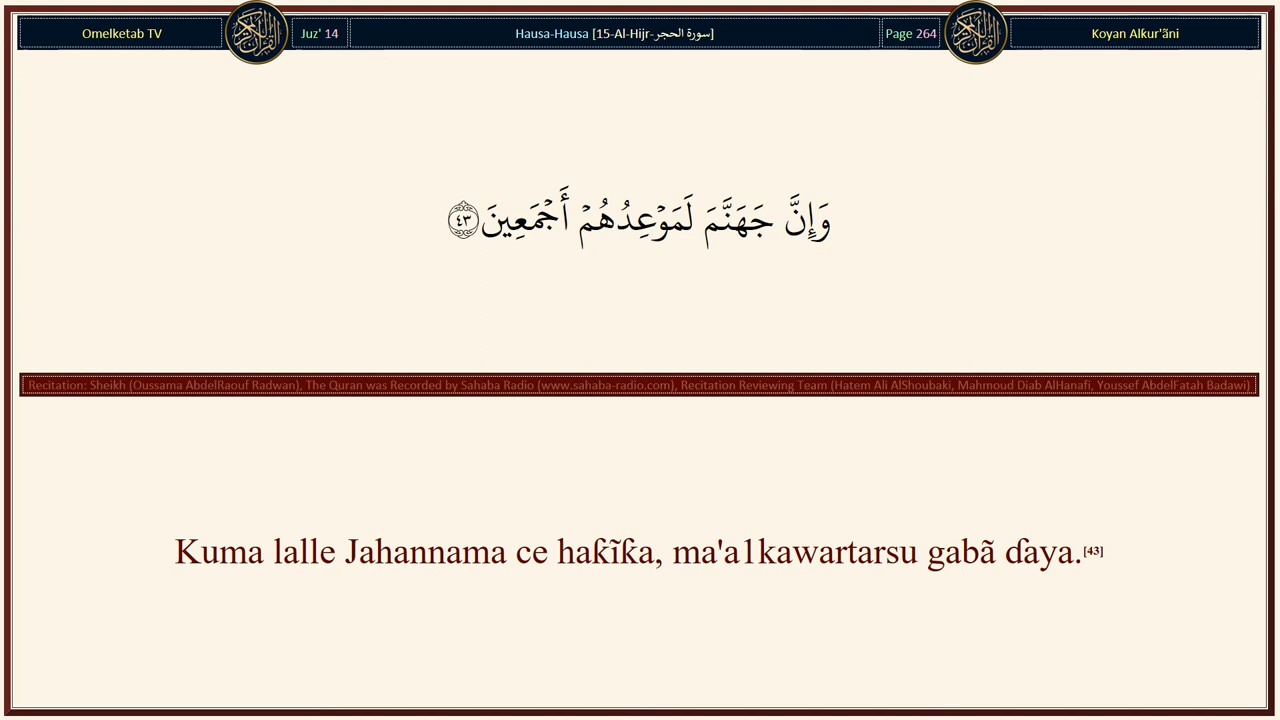 Omelketab TV
Juz' 14
Hausa-Hausa [15-Al-Hijr-سورة الحجر]
Page 264
Koyan Alƙur'ãni
وَإِنَّ جَهَنَّمَ لَمَوۡعِدُهُمۡ أَجۡمَعِينَ ٤٣
Recitation: Sheikh (Oussama AbdelRaouf Radwan), The Quran was Recorded by Sahaba Radio (www.sahaba-radio.com), Recitation Reviewing Team (Hatem Ali AlShoubaki, Mahmoud Diab AlHanafi, Youssef AbdelFatah Badawi)
Kuma lalle Jahannama ce haƙĩƙa, ma'a1kawartarsu gabã ɗaya.[43]